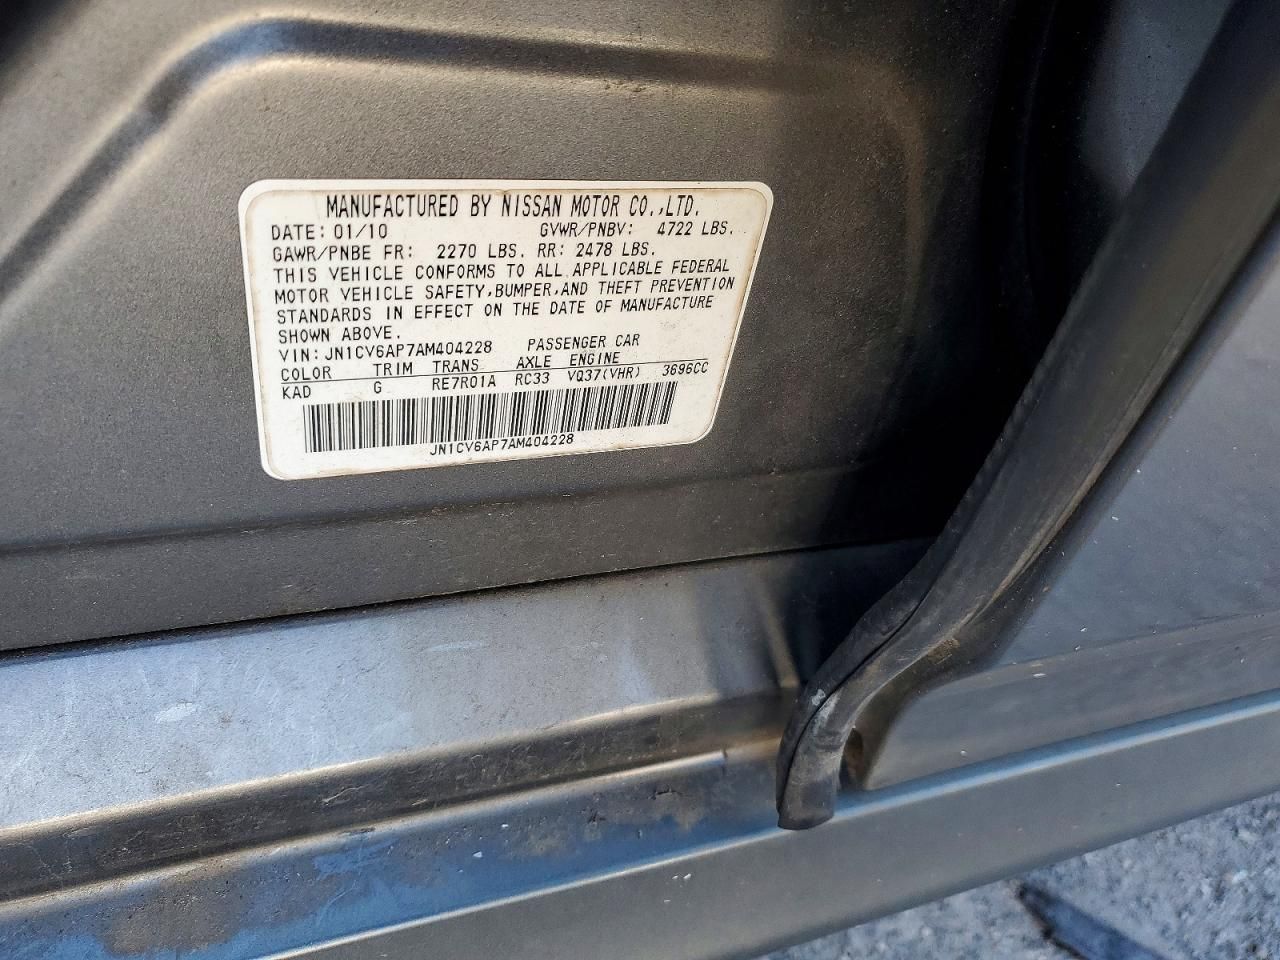 MANUFACTURED BY NISSAN MOTOR CO.,LTD.
DATE: 01/10 GVWR/PNBV: 4722 LBS.
GAWR/PNBE FR: 2270 LBS. RR: 2478 LBS.
THIS VEHICLE CONFORMS TO ALL APPLICABLE FEDERAL
MOTOR VEHICLE SAFETY,BUMPER,AND THEFT PREVENTION
STANDARDS IN EFFECT ON THE DATE OF MANUFACTURE
SHOWN ABOVE.
VIN:JN1CV6AP7AM404228 PASSENGER CAR
COLOR TRIM TRANS AXLE ENGINE
KAD G RE7R01A RC33 VQ37(VHR) 3696CC
JN1CV6AP7AM404228